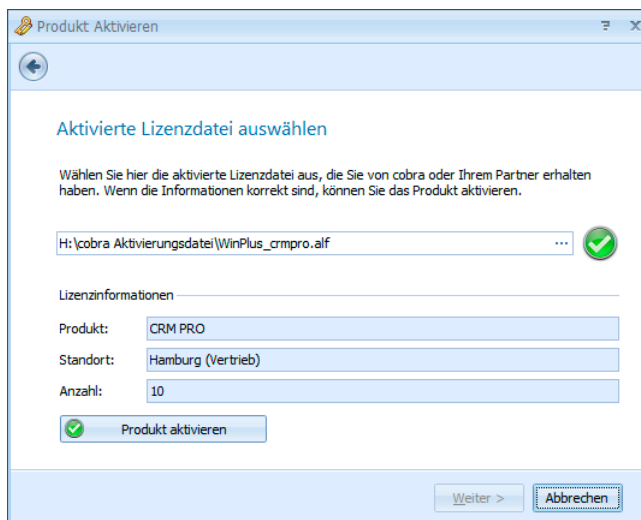 Produkt Aktivieren
Aktivierte Lizenzdatei auswählen
Wählen Sie hier die aktivierte Lizenzdatei aus, die Sie von cobra oder Ihrem Partner erhalten
haben. Wenn die Informationen korrekt sind, können Sie das Produkt aktivieren.
H:\cobra Aktivierungsdatei\WinPlus_crmpro.alf ...
Lizenzinformationen
Produkt: CRM PRO
Standort: Hamburg (Vertrieb)
Anzahl: 10
Produkt aktivieren
Weiter > Abbrechen